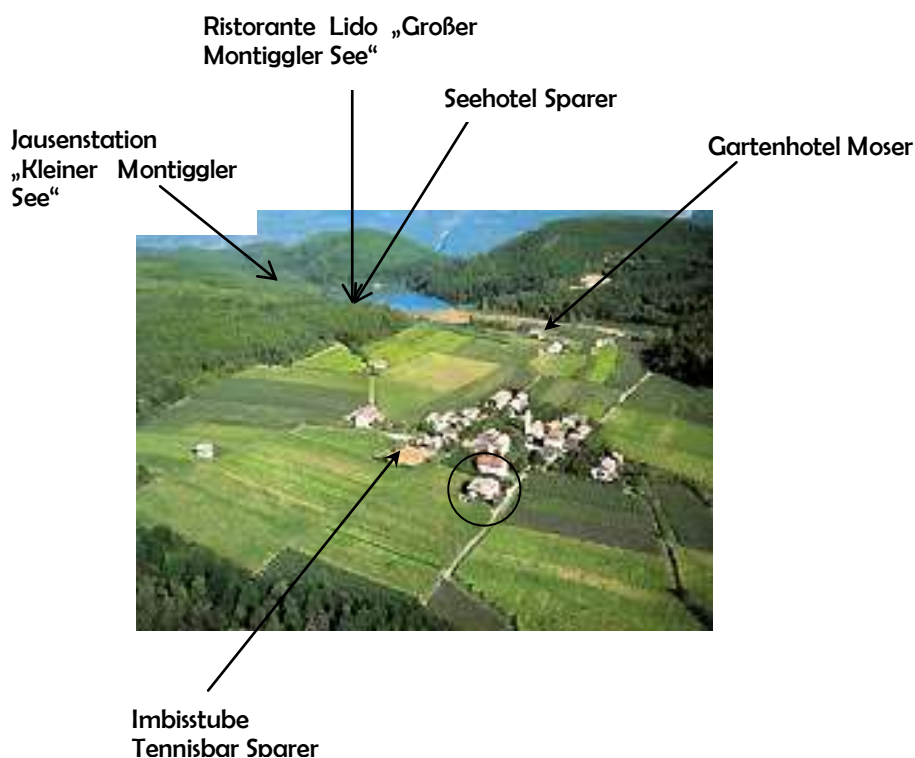 Ristorante Lido „Großer
Montiggler See“
Seehotel Sparer
Jausenstation
„Kleiner Montiggler
See“
Gartenhotel Moser
Imbisstube
Tennisbar Sparer